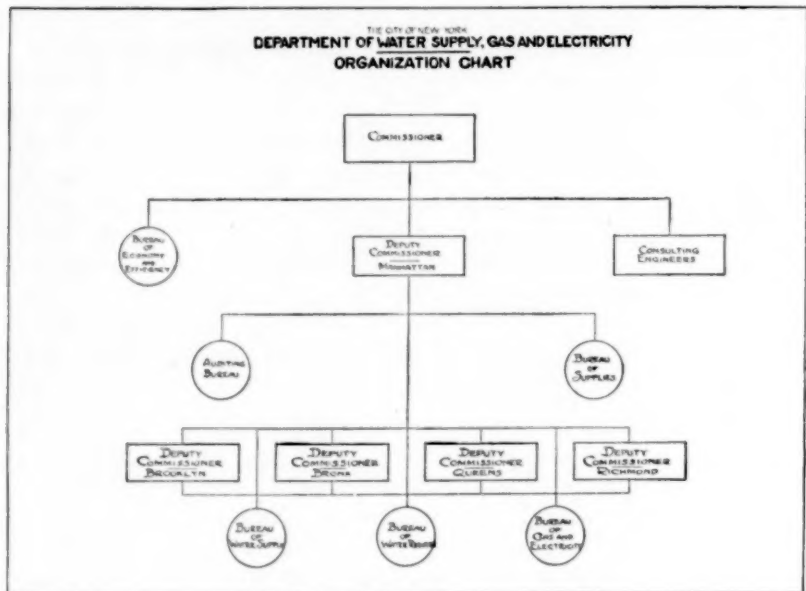 THE CITY OF NEW YORK
DEPARTMENT OF WATER SUPPLY, GAS AND ELECTRICITY
ORGANIZATION CHART
COMMISSIONER
BUREAU
OF
ECONOMY
AND
EFFICIENCY
DEPUTY
COMMISSIONER
MANHATTAN
CONSULTING
ENGINEERS
AUDITING
BUREAU
BUREAU
OF
SUPPLIES
DEPUTY
COMMISSIONER
BROOKLYN
DEPUTY
COMMISSIONER
BRONX
DEPUTY
COMMISSIONER
QUEENS
DEPUTY
COMMISSIONER
RICHMOND
BUREAU
OF
WATER SUPPLY
BUREAU
OF
WATER
BUREAU
OF
GAS AND
ELECTRICITY